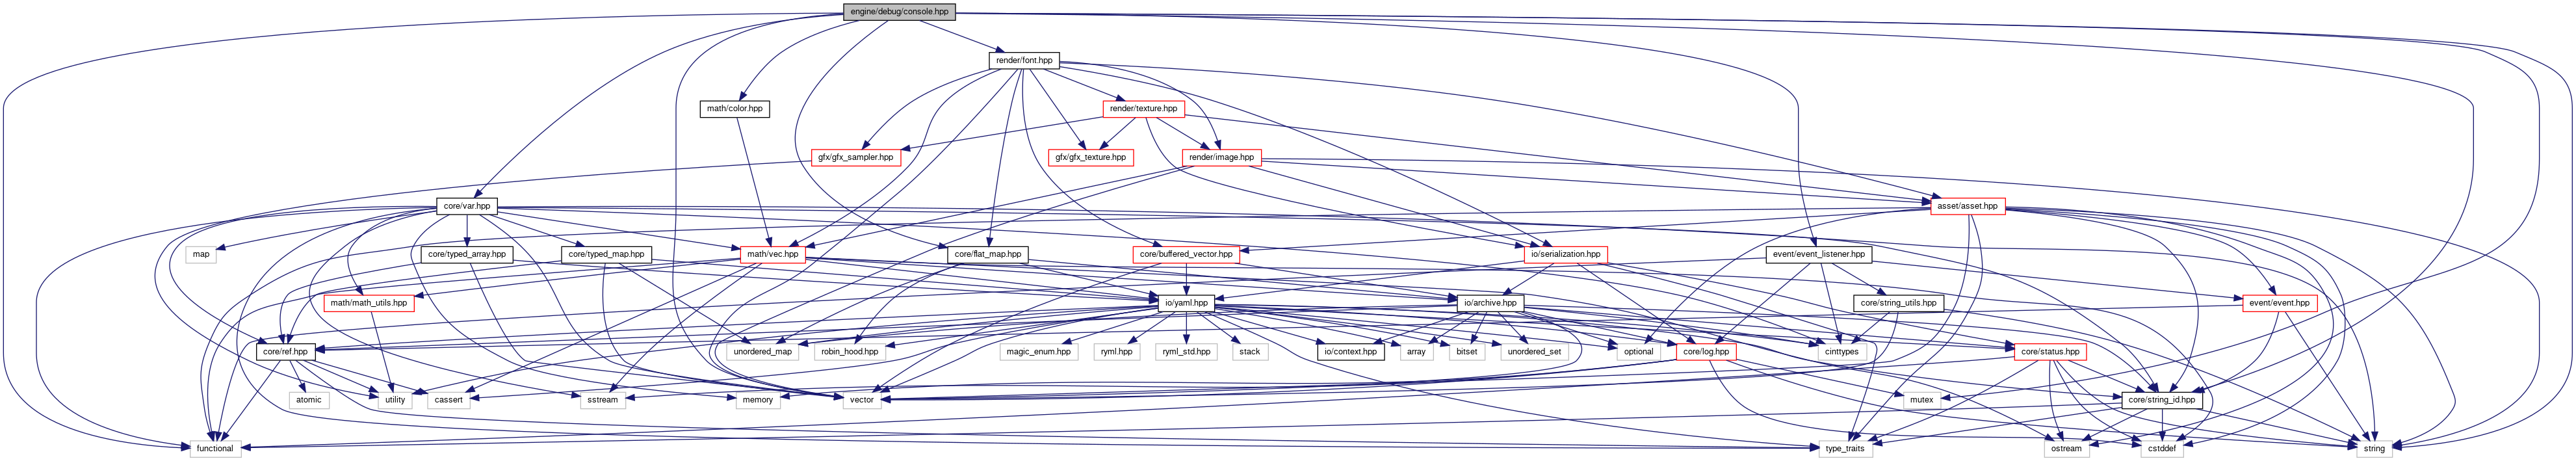 engine/debug/console.hpp
render/font.hpp
math/color.hpp
render/texture.hpp
gfx/gfx_sampler.hpp
gfx/gfx_texture.hpp
render/image.hpp
core/var.hpp
asset/asset.hpp
map
core/typed_array.hpp
core/typed_map.hpp
math/vec.hpp
core/flat_map.hpp
core/buffered_vector.hpp
io/serialization.hpp
event/event_listener.hpp
math/math_utils.hpp
io/yaml.hpp
io/archive.hpp
core/string_utils.hpp
event/event.hpp
core/ref.hpp
unordered_map
robin_hood.hpp
magic_enum.hpp
ryml.hpp
ryml_std.hpp
stack
io/context.hpp
array
bitset
unordered_set
optional
core/log.hpp
cinttypes
core/status.hpp
atomic
utility
cassert
sstream
memory
vector
mutex
core/string_id.hpp
functional
type_traits
ostream
cstddef
string